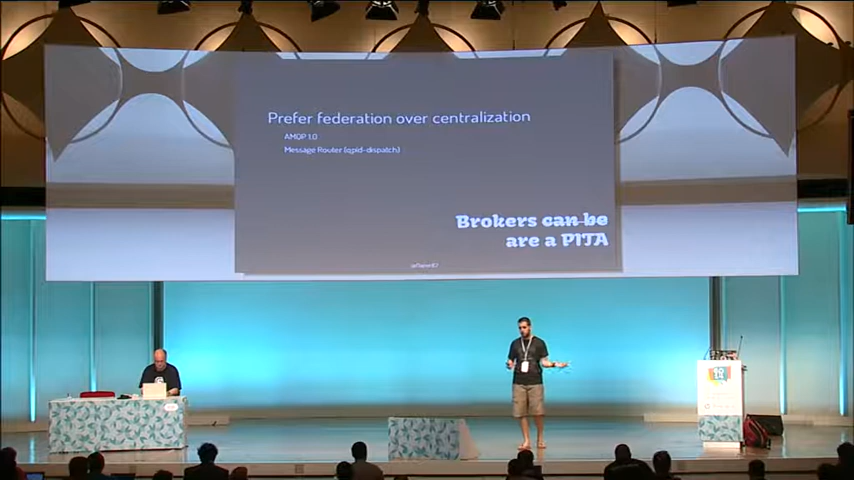 Prefer federation over centralization
AMQP 1.0
Message Router (qpid-dispatch)
Brokers can be
are a PITA